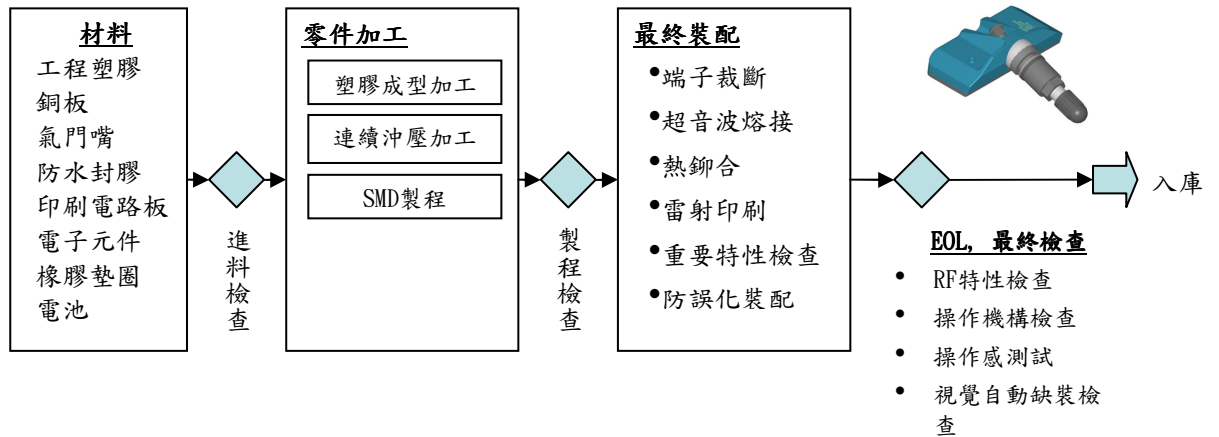 材料
工程塑膠
銅板
氣門嘴
防水封膠
印刷電路板
電子元件
橡膠墊圈
電池
進料檢查
零件加工
塑膠成型加工
連續沖壓加工
SMD製程
製程檢查
最終裝配
•端子裁斷
•超音波熔接
•熱鉚合
•雷射印刷
•重要特性檢查
•防誤化裝配
入庫
EOL, 最終檢查
• RF特性檢查
• 操作機構檢查
• 操作感測試
• 視覺自動缺裝檢
查